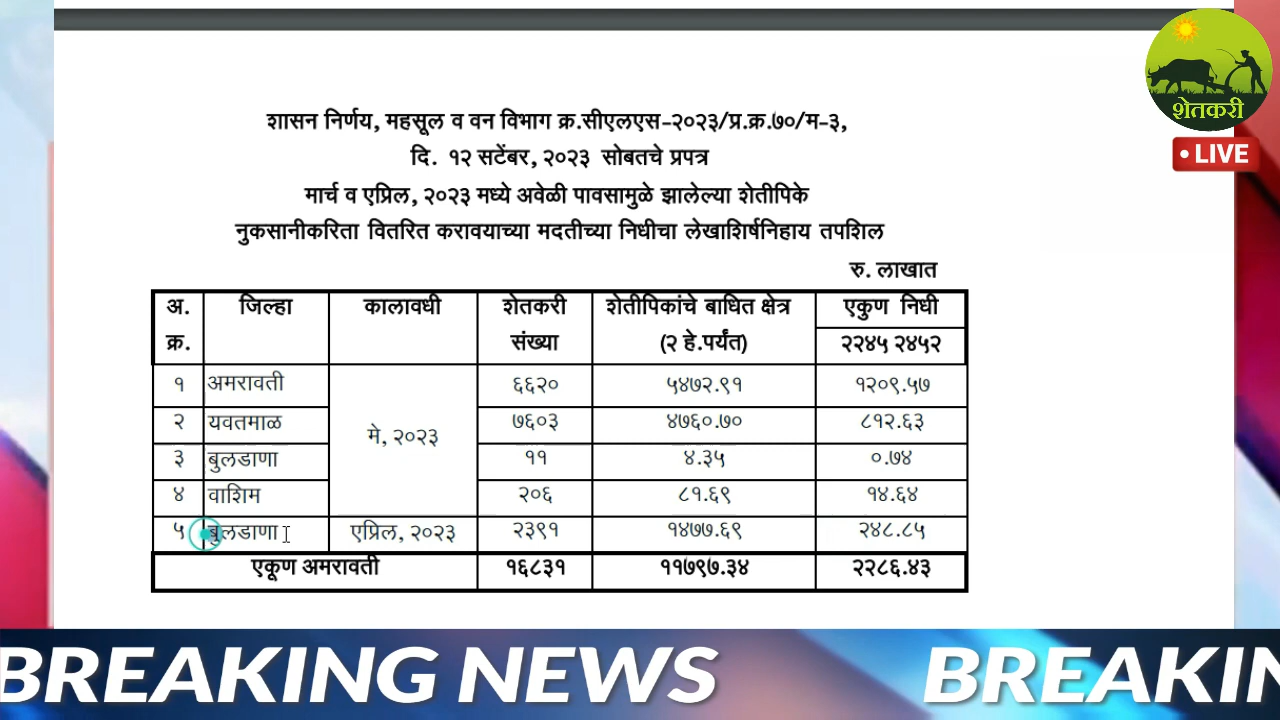 शेतकरी
• LIVE
शासन निर्णय, महसूल व वन विभाग क्र.सीएलएस-२०२३/प्र.क्र.७०/म-३,
दि. १२ सटेंबर, २०२३ सोबतचे प्रपत्र
मार्च व एप्रिल, २०२३ मध्ये अवेळी पावसामुळे झालेल्या शेतीपिके
नुकसानीकरिता वितरित करावयाच्या मदतीच्या निधीचा लेखाशिर्षनिहाय तपशिल
रु. लाखात
अ. क्र. जिल्हा कालावधी शेतकरी संख्या शेतीपिकांचे बाधित क्षेत्र (२ हे.पर्यंत) एकुण निधी
२२४५ २४५२
१ अमरावती मे, २०२३ ६६२० ५४७२.९१ १२०९.५७
२ यवतमाळ ७६०३ ४७६०.७० ८१२.६३
३ बुलडाणा ११ ४.३५ ०.७४
४ वाशिम २०६ ८१.६९ १४.६४
५ बुलडाणा एप्रिल, २०२३ २३९१ १४७७.६९ २४८.८५
एकूण अमरावती १६८३१ ११७९७.३४ २२८६.४३
BREAKING NEWS BREAKIN